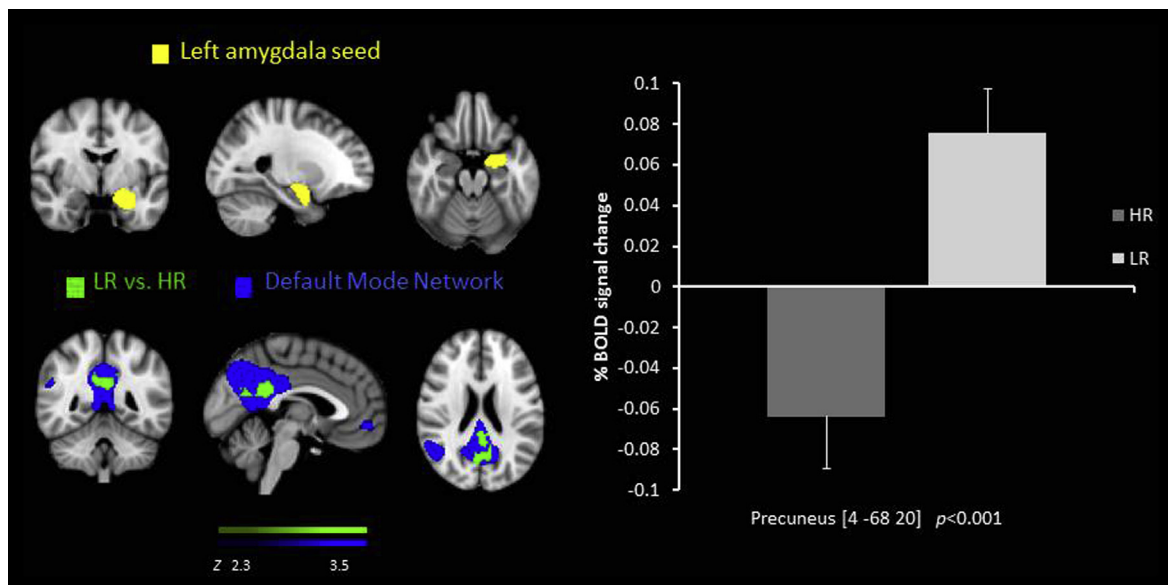 Left amygdala seed
LR vs. HR
Default Mode Network
Z 2.3 3.5
% BOLD signal change
0.1
0.08
0.06
0.04
0.02
0
-0.02
-0.04
-0.06
-0.08
-0.1
HR
LR
Precuneus [4 -68 20] p<0.001